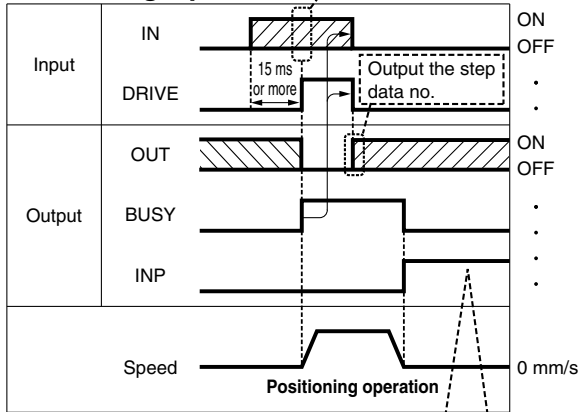 IN
ON
OFF
Input
15 ms
or more
Output the step
data no.
DRIVE
OUT
ON
OFF
Output
BUSY
INP
Speed
0 mm/s
Positioning operation